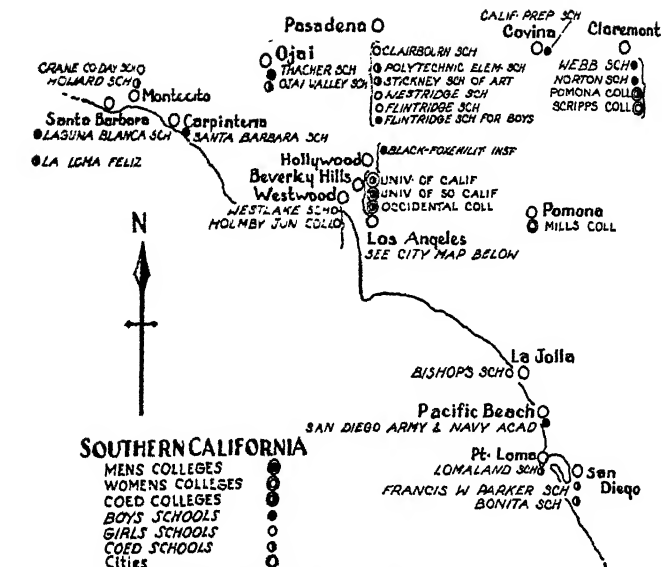 CALIF. PREP SCH
Pasadena
Covina
Claremont
Ojai
THACHER SCH
OJAI VALLEY SCH
CLAIRBOURN SCH
POLYTECHNIC ELEM. SCH
STICKNEY SCH OF ART
WESTRIDGE SCH
FLINTRIDGE SCH
FLINTRIDGE SCH FOR BOYS
WEBB SCH
NORTON SCH
POMONA COLL
SCRIPPS COLL
CRANE CO. DAY SCH
HOWARD SCH
Montecito
Santa Barbara
Carpinteria
LAGUNA BLANCA SCH
SANTA BARBARA SCH
LA LOMA FELIZ
Hollywood
BLACK-FOXE MILIT INST
Beverley Hills
UNIV. OF CALIF
Westwood
UNIV OF SO CALIF
WESTLAKE SCH
OCCIDENTAL COLL
HOLMBY JUN COLL
Pomona
MILLS COLL
Los Angeles
SEE CITY MAP BELOW
N
La Jolla
BISHOP'S SCH
Pacific Beach
SAN DIEGO ARMY & NAVY ACAD
Pt. Loma
LOMALAND SCH
San
Diego
FRANCIS W PARKER SCH
BONITA SCH
SOUTHERN CALIFORNIA
MENS COLLEGES
WOMENS COLLEGES
COED COLLEGES
BOYS SCHOOLS
GIRLS SCHOOLS
COED SCHOOLS
Cities